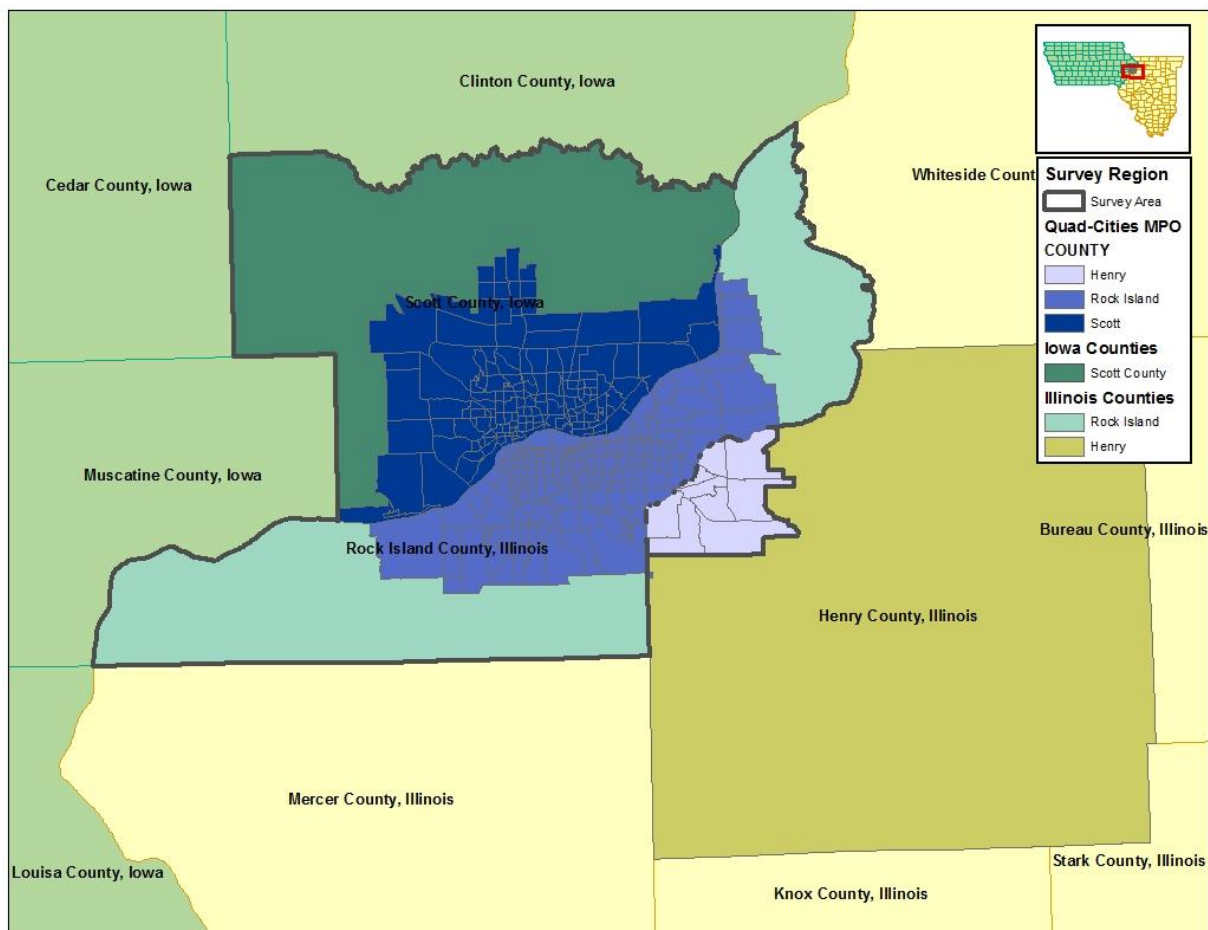 Clinton County, Iowa
Cedar County, Iowa
Whiteside Count
Scott County, Iowa
Muscatine County, Iowa
Rock Island County, Illinois
Bureau County, Illinois
Henry County, Illinois
Mercer County, Illinois
Louisa County, Iowa
Stark County, Illinois
Knox County, Illinois
Survey Region
Survey Area
Quad-Cities MPO
COUNTY
Henry
Rock Island
Scott
Iowa Counties
Scott County
Illinois Counties
Rock Island
Henry